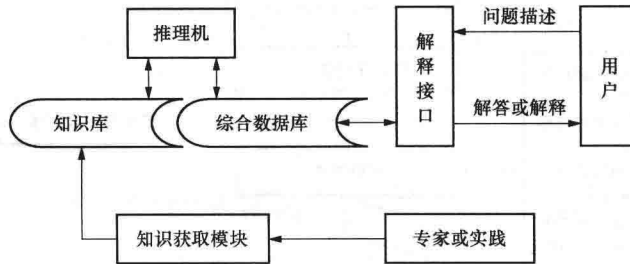 推理机
解释接口
问题描述
用户
知识库
综合数据库
解答或解释
知识获取模块
专家或实践